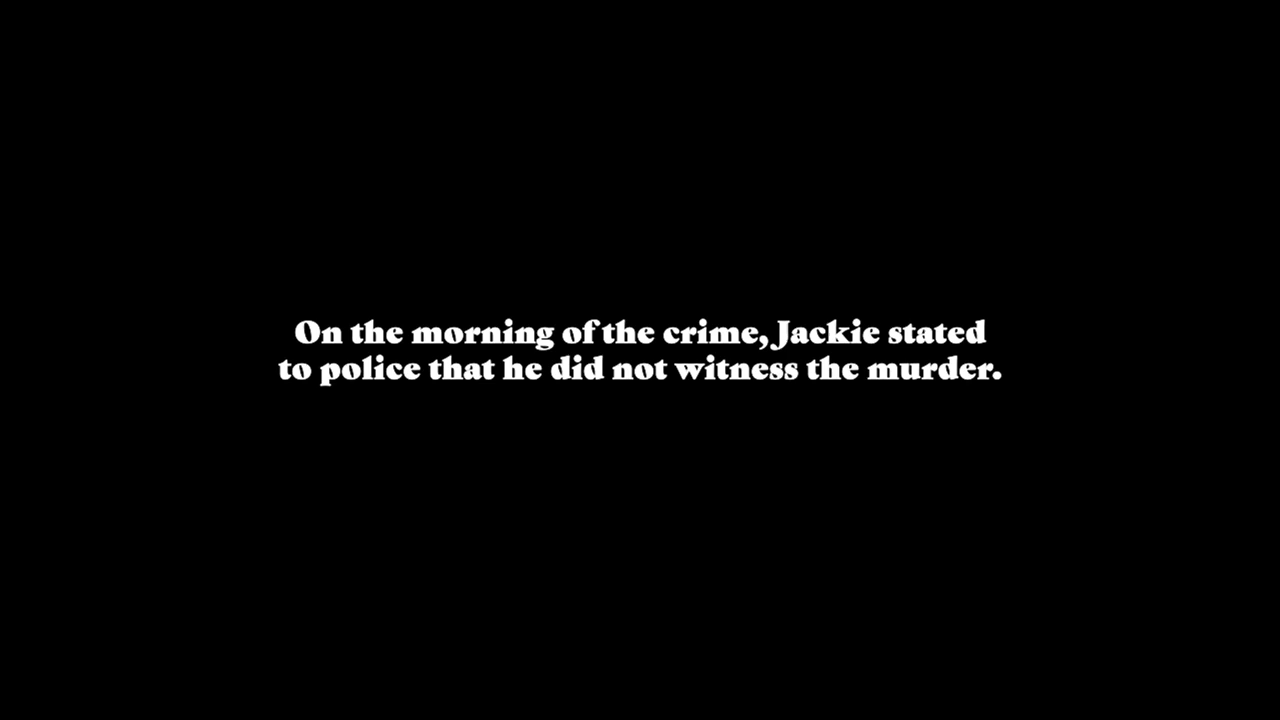 On the morning of the crime, Jackie stated
to police that he did not witness the murder.